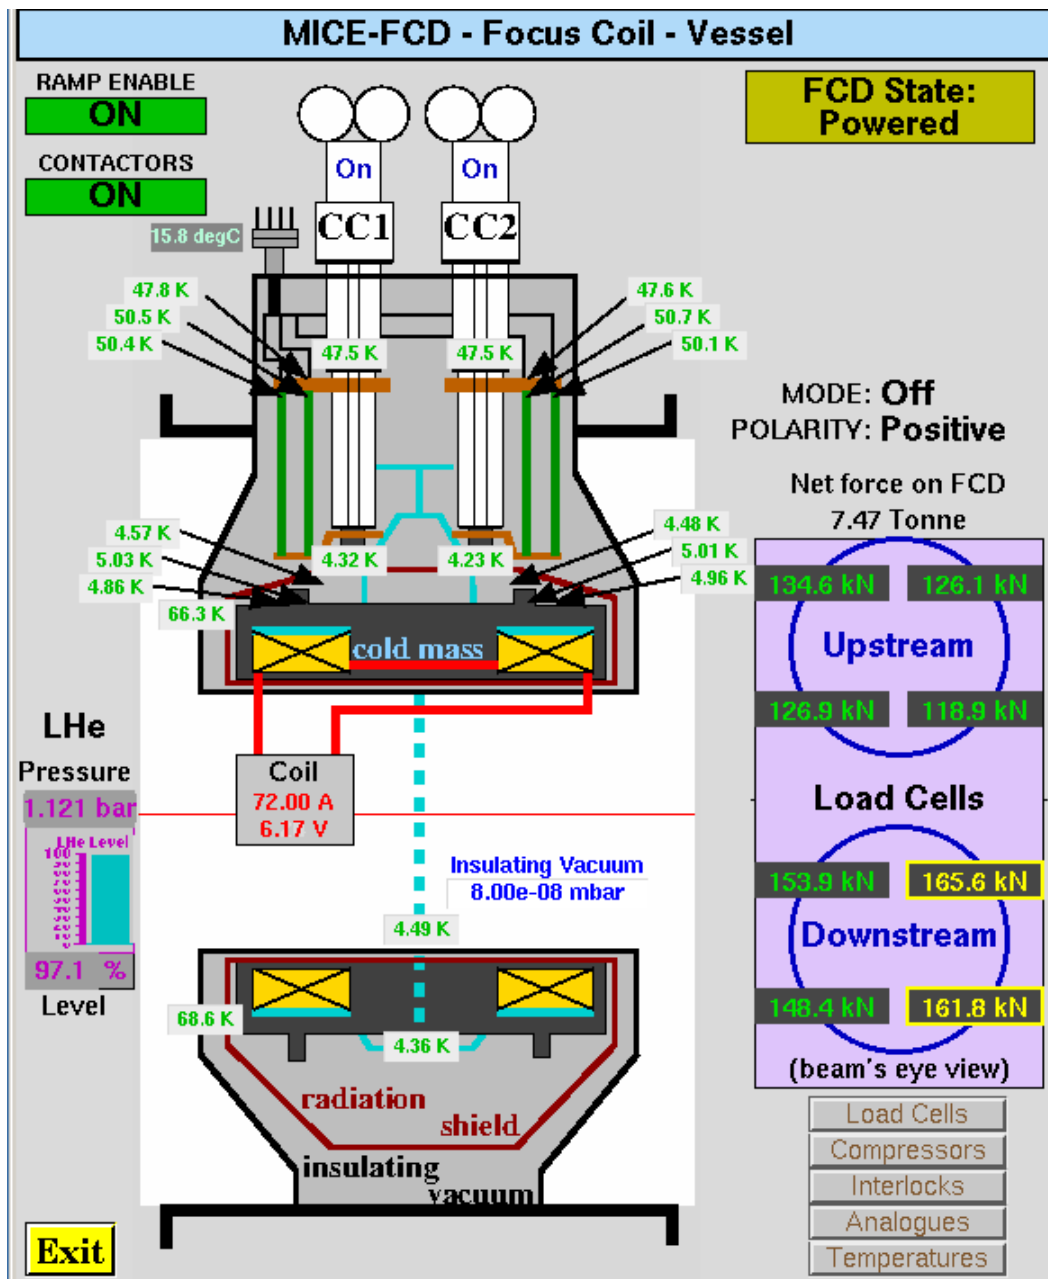 MICE-FCD - Focus Coil - Vessel
RAMP ENABLE
ON
CONTACTORS
ON
FCD State:
Powered
On
On
CC1
CC2
15.8 degC
47.8 K
50.5 K
50.4 K
47.6 K
50.7 K
50.1 K
47.5 K
47.5 K
MODE: Off
POLARITY: Positive
Net force on FCD
7.47 Tonne
4.57 K
5.03 K
4.86 K
66.3 K
4.32 K
4.23 K
4.48 K
5.01 K
4.96 K
cold mass
134.6 kN
126.1 kN
Upstream
126.9 kN
118.9 kN
Load Cells
153.9 kN
165.6 kN
Downstream
148.4 kN
161.8 kN
(beam's eye view)
LHe
Pressure
1.121 bar
LHe Level
100
0
97.1 %
Level
Coil
72.00 A
6.17 V
Insulating Vacuum
8.00e-08 mbar
4.49 K
68.6 K
4.36 K
radiation
shield
insulating
vacuum
Load Cells
Compressors
Interlocks
Analogues
Temperatures
Exit